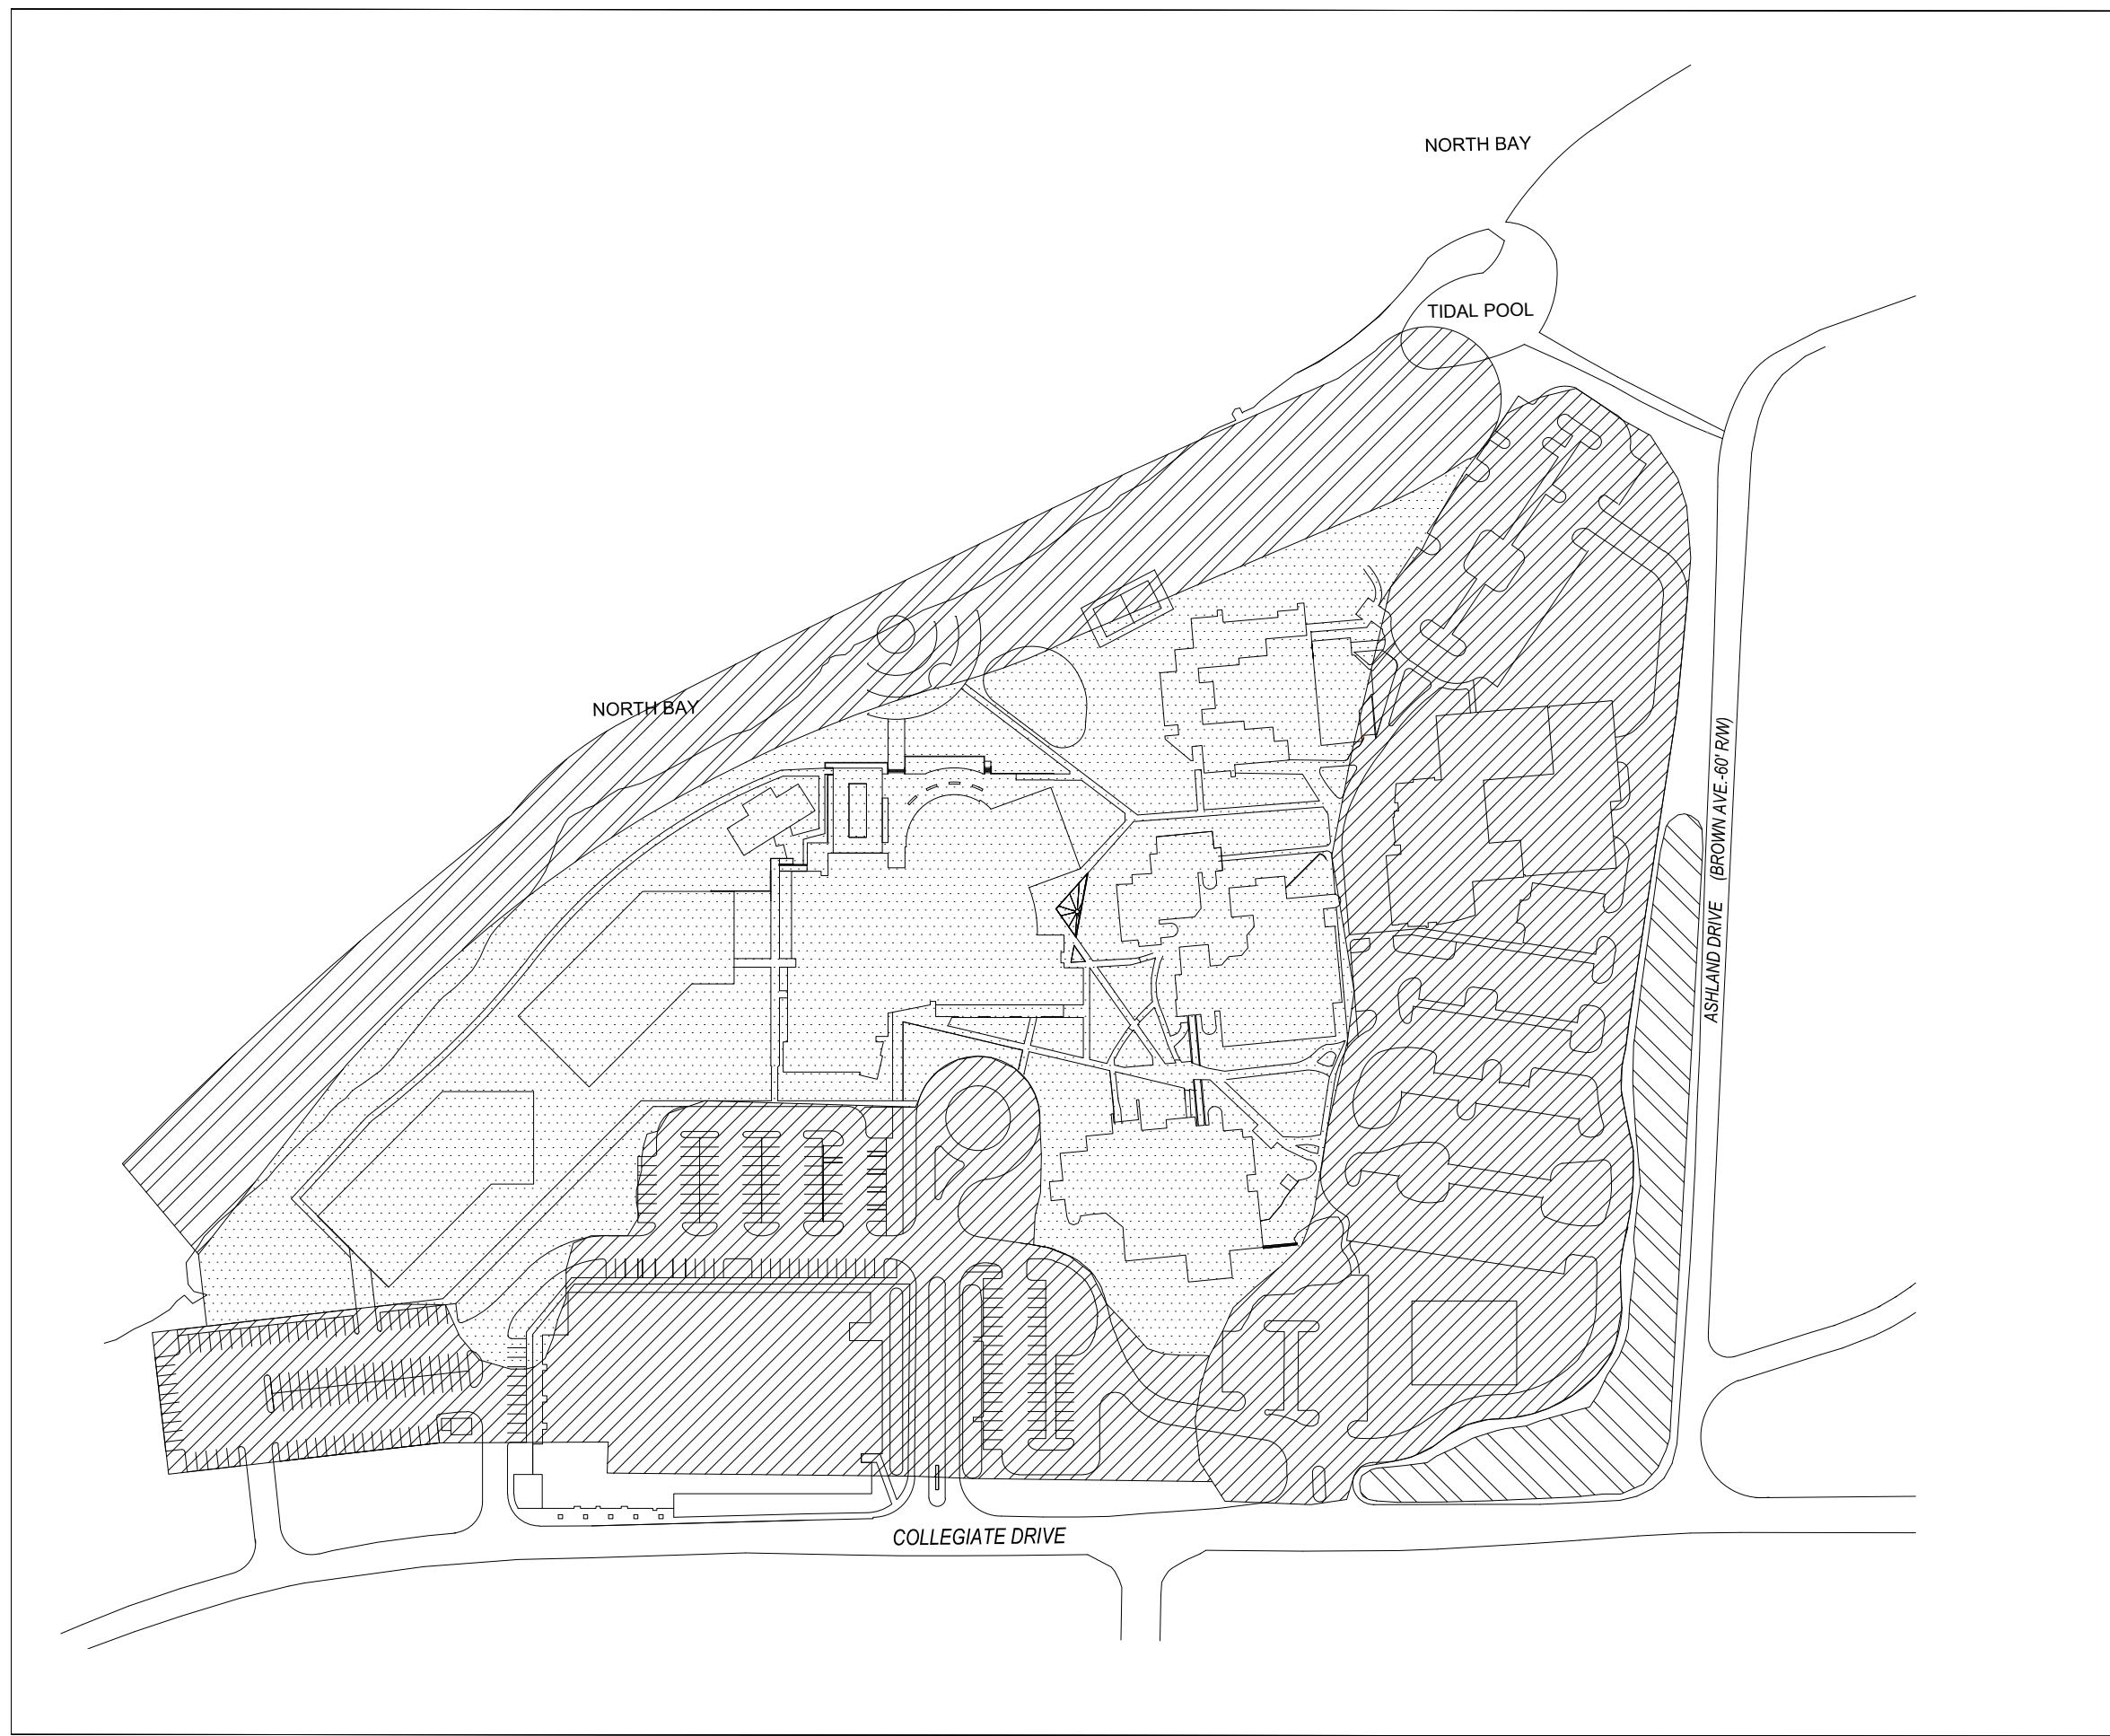 NORTH BAY
TIDAL POOL
NORTH BAY
ASHLAND DRIVE (BROWN AVE.-60' R/W)
COLLEGIATE DRIVE